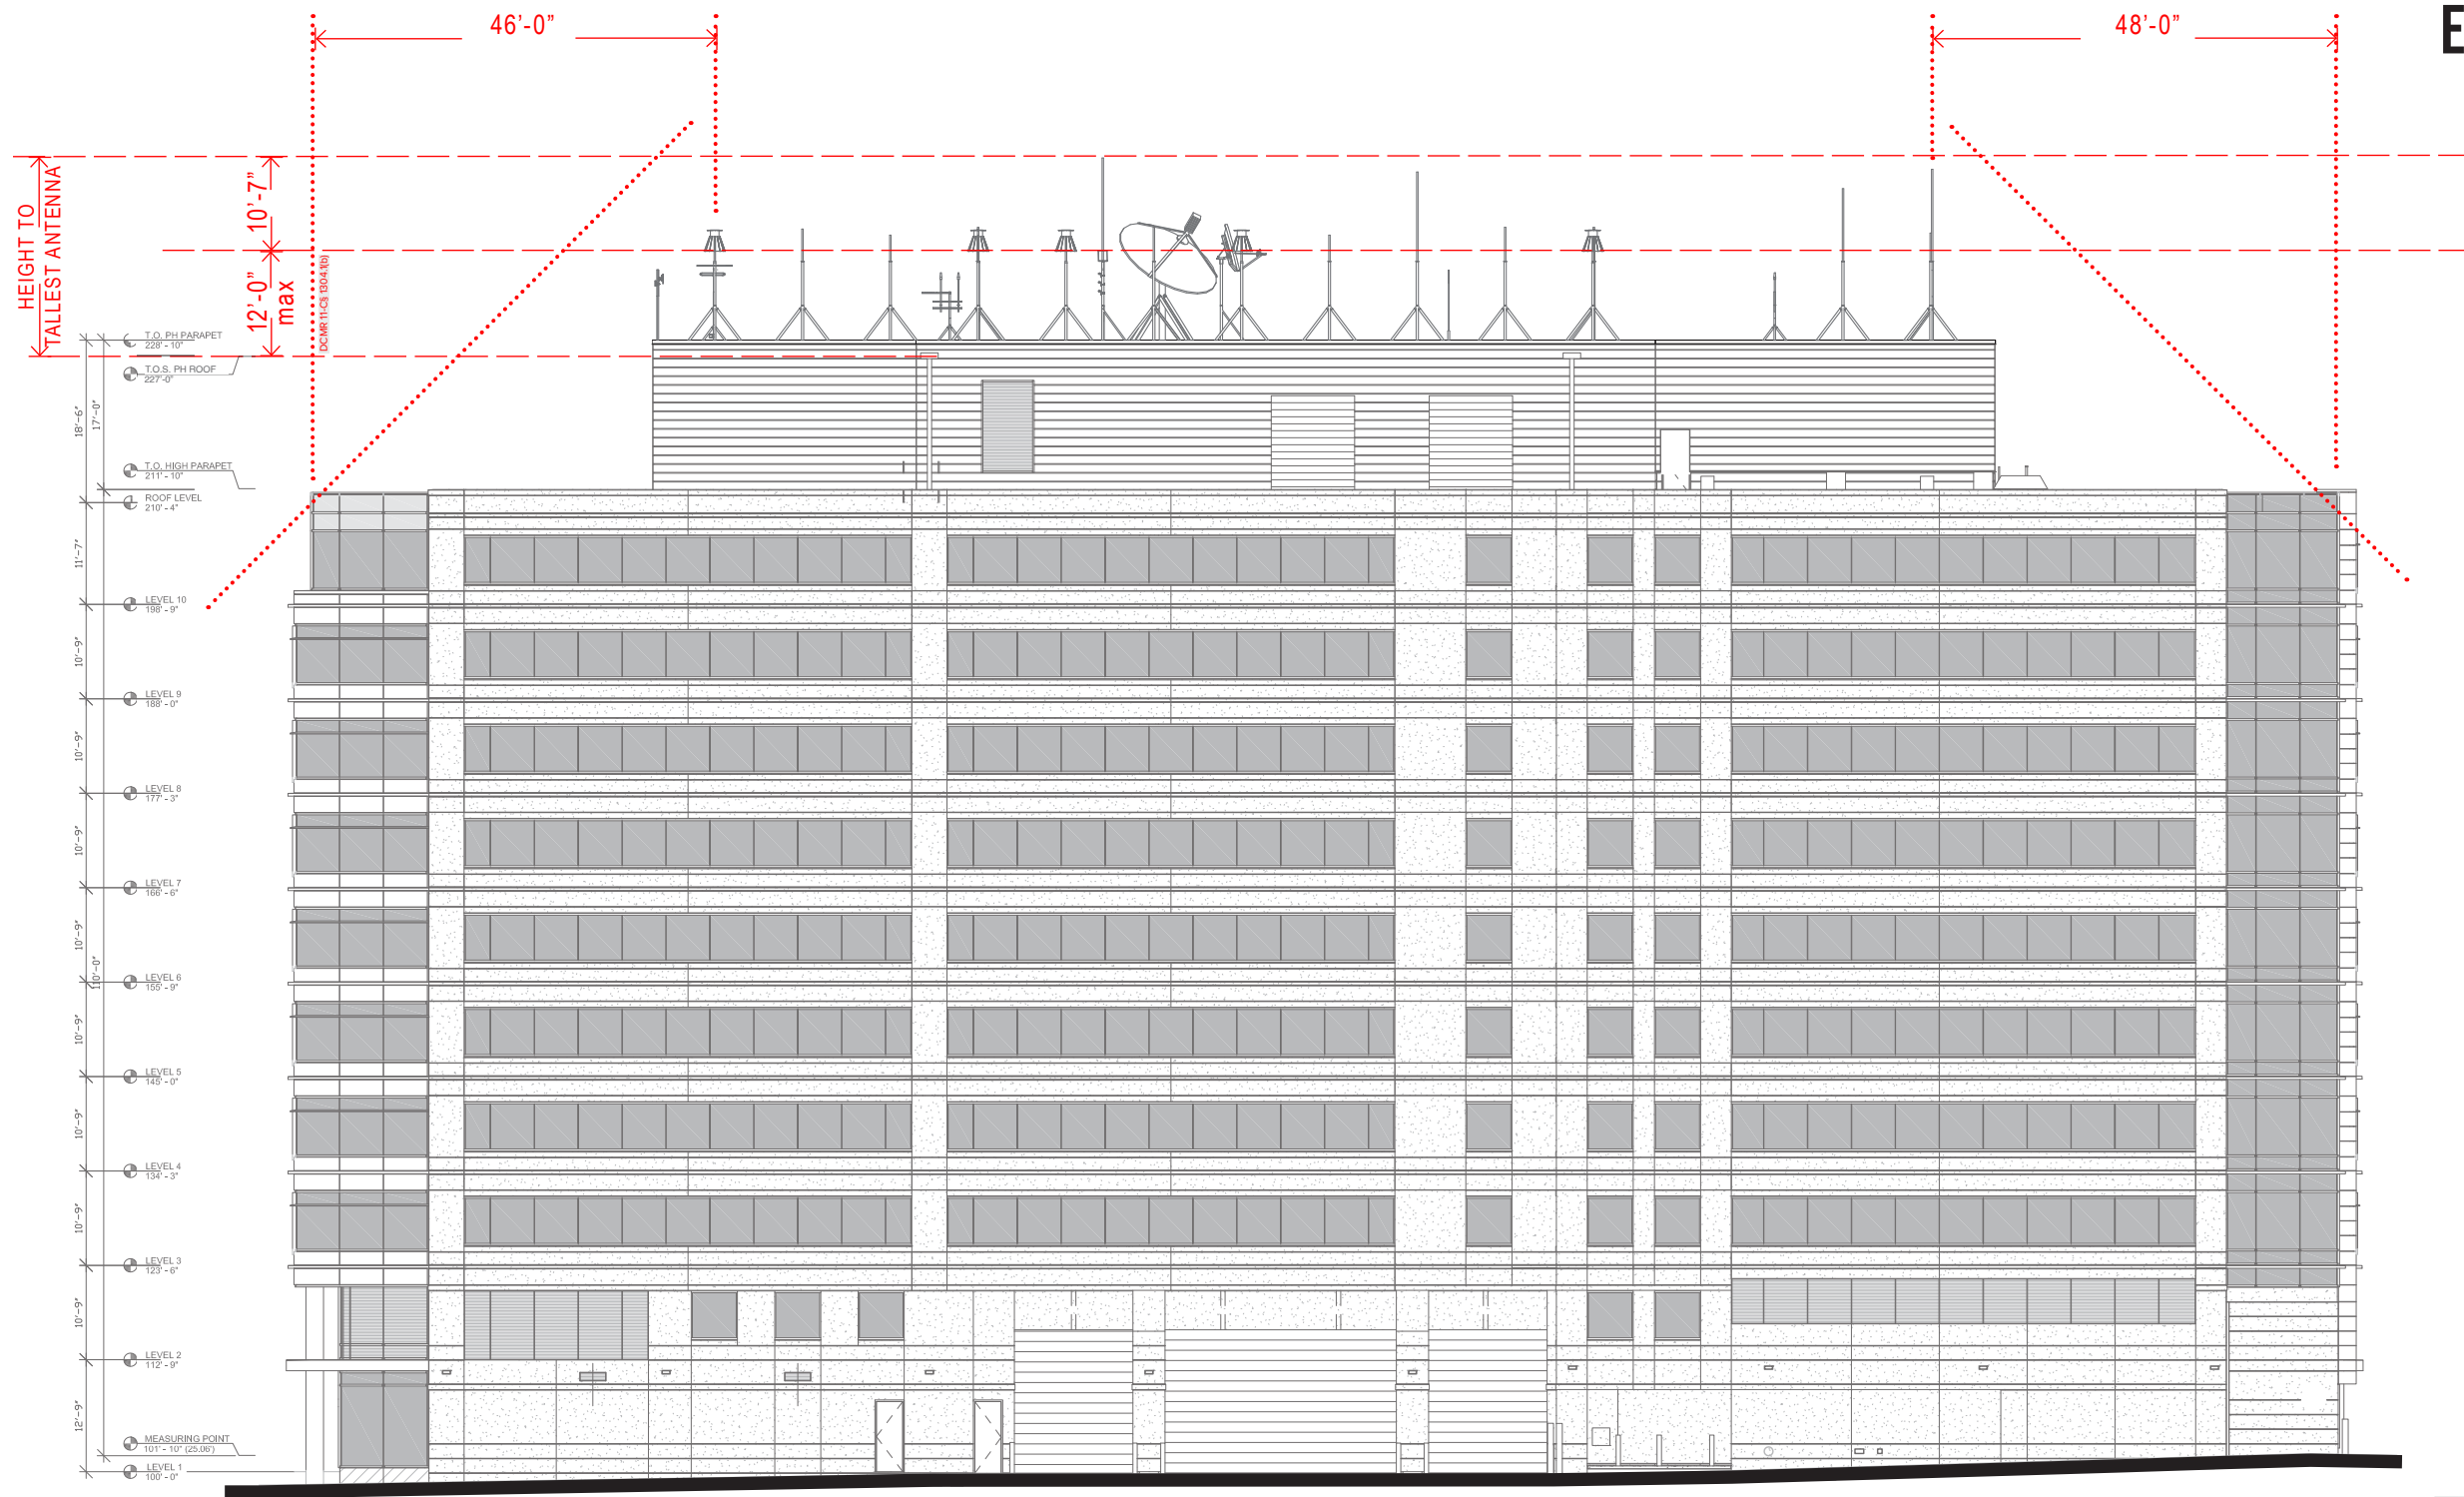 46’-0”
48’-0”
E
HEIGHT TO
TALLEST ANTENNA
10’-7”
12’-0”
max
DCMR 11-C§ 1304.1(b)
T.O. PH PARAPET
228' - 10"
T.O.S. PH ROOF
227'-0"
18'-6"
17'-0"
T.O. HIGH PARAPET
211' - 10"
ROOF LEVEL
210' - 4"
11'-7"
LEVEL 10
198' - 9"
10'-9"
LEVEL 9
188' - 0"
10'-9"
LEVEL 8
177' - 3"
10'-9"
LEVEL 7
166' - 6"
10'-9"
110'-0"
LEVEL 6
155' - 9"
10'-9"
LEVEL 5
145' - 0"
10'-9"
LEVEL 4
134' - 3"
10'-9"
LEVEL 3
123' - 6"
10'-9"
LEVEL 2
112' - 9"
12'-9"
MEASURING POINT
101' - 10" (25.06')
LEVEL 1
100' - 0"